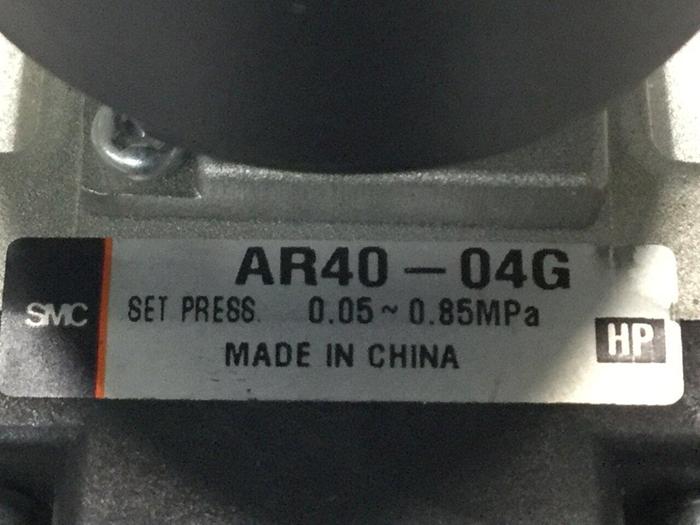 AR40-04G
SMC
SET PRESS. 0.05~0.85MPa
HP
MADE IN CHINA